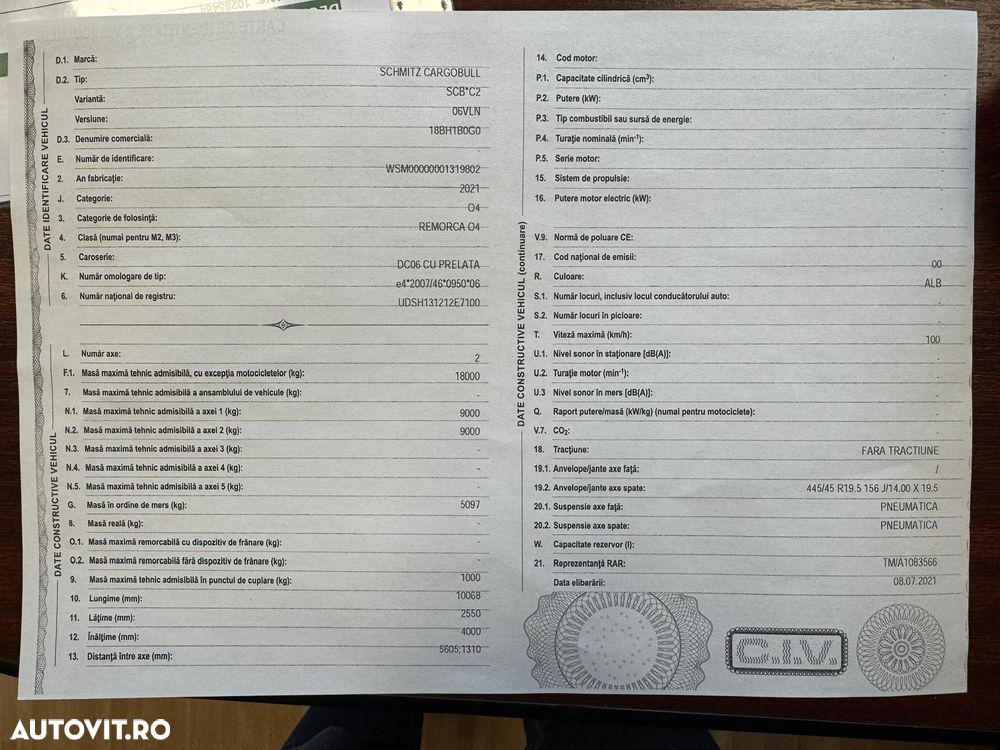 DATE IDENTIFICARE VEHICUL
D.1. Marcă: SCHMITZ CARGOBULL
D.2. Tip: SCB*C2
Variantă: 06VLN
Versiune: 18BH1B0G0
D.3. Denumire comercială: -
E. Număr de identificare: WSM00000001319802
2. An fabricație: 2021
J. Categorie: O4
3. Categorie de folosință: REMORCA O4
4. Clasă (numai pentru M2, M3): -
5. Caroserie: DC06 CU PRELATA
K. Număr omologare de tip: e4*2007/46*0950*06
6. Număr național de registru: UDSH131212E7100
DATE CONSTRUCTIVE VEHICUL
L. Număr axe: 2
F.1. Masă maximă tehnic admisibilă, cu excepția motocicletelor (kg): 18000
7. Masă maximă tehnic admisibilă a ansamblului de vehicule (kg): -
N.1. Masă maximă tehnic admisibilă a axei 1 (kg): 9000
N.2. Masă maximă tehnic admisibilă a axei 2 (kg): 9000
N.3. Masă maximă tehnic admisibilă a axei 3 (kg): -
N.4. Masă maximă tehnic admisibilă a axei 4 (kg): -
N.5. Masă maximă tehnic admisibilă a axei 5 (kg): -
G. Masă în ordine de mers (kg): 5097
8. Masă reală (kg): -
O.1. Masă maximă remorcabilă cu dispozitiv de frânare (kg): -
O.2. Masă maximă remorcabilă fără dispozitiv de frânare (kg): -
9. Masă maximă tehnic admisibilă în punctul de cuplare (kg): 1000
10. Lungime (mm): 10068
11. Lățime (mm): 2550
12. Înălțime (mm): 4000
13. Distanță între axe (mm): 5605;1310
DATE CONSTRUCTIVE VEHICUL (continuare)
14. Cod motor: -
P.1. Capacitate cilindrică (cm³): -
P.2. Putere (kW): -
P.3. Tip combustibil sau sursă de energie: -
P.4. Turație nominală (min⁻¹): -
P.5. Serie motor: -
15. Sistem de propulsie: -
16. Putere motor electric (kW): -
V.9. Normă de poluare CE: -
17. Cod național de emisii: 00
R. Culoare: ALB
S.1. Număr locuri, inclusiv locul conducătorului auto: -
S.2. Număr locuri în picioare: -
T. Viteză maximă (km/h): 100
U.1. Nivel sonor în staționare [dB(A)]: -
U.2. Turație motor (min⁻¹): -
U.3 Nivel sonor în mers [dB(A)]: -
Q. Raport putere/masă (kW/kg) (numai pentru motociclete): -
V.7. CO₂: -
18. Tracțiune: FARA TRACTIUNE
19.1. Anvelope/jante axe față: /
19.2. Anvelope/jante axe spate: 445/45 R19.5 156 J/14.00 X 19.5
20.1. Suspensie axe față: PNEUMATICA
20.2. Suspensie axe spate: PNEUMATICA
W. Capacitate rezervor (l): -
21. Reprezentanță RAR: TM/A1083566
Data eliberării: 08.07.2021
C.I.V.
AUTOVIT.RO